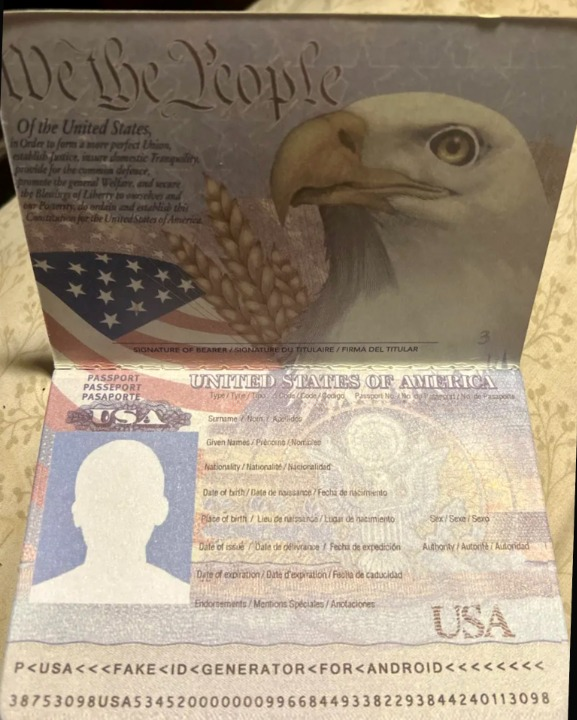 We the People
Of the United States,
in Order to form a more perfect Union,
establish Justice, insure domestic Tranquility,
provide for the common defence,
promote the general Welfare, and secure
the Blessings of Liberty to ourselves and
our Posterity, do ordain and establish this
Constitution for the United States of America.
SIGNATURE OF BEARER / SIGNATURE DU TITULAIRE / FIRMA DEL TITULAR
3
PASSPORT
PASSEPORT
PASAPORTE
USA
UNITED STATES OF AMERICA
Type / Type / Tipo Code / Code / Codigo Passport No. / No. de Passeport / No. de Pasaporte
Surname / Nom / Apellidos
Given Names / Prénoms / Nombres
Nationality / Nationalité / Nacionalidad
Date of birth / Date de naissance / Fecha de nacimiento
Place of birth / Lieu de naissance / Lugar de nacimiento Sex / Sexe / Sexo
Date of issue / Date de délivrance / Fecha de expedición Authority / Autorité / Autoridad
Date of expiration / Date d'expiration / Fecha de caducidad
Endorsements / Mentions Spéciales / Anotaciones
USA
P<USA<<<FAKE<ID<GENERATOR<FOR<ANDROID<<<<<<<<
38753098USA534520000000996684493382293844240113098